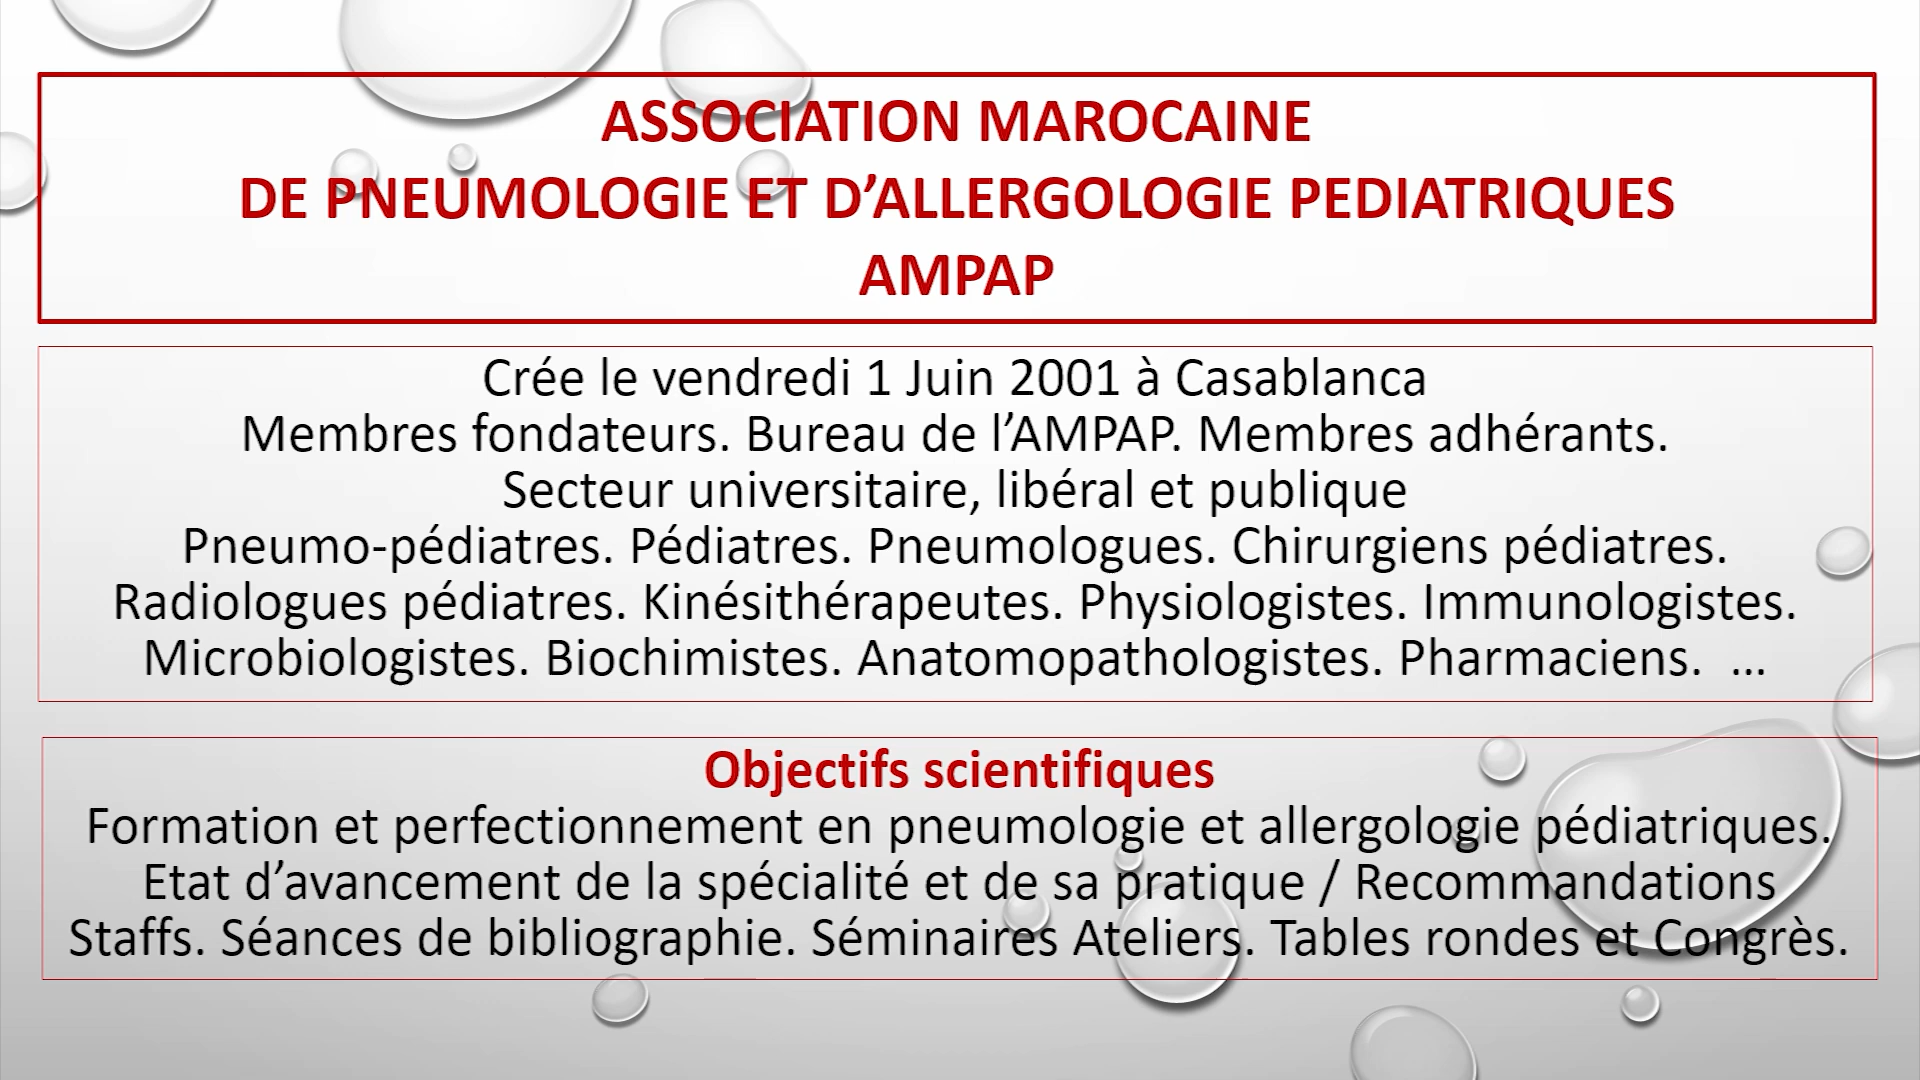 ASSOCIATION MAROCAINE
DE PNEUMOLOGIE ET D’ALLERGOLOGIE PEDIATRIQUES
AMPAP
Crée le vendredi 1 Juin 2001 à Casablanca
Membres fondateurs. Bureau de l’AMPAP. Membres adhérants.
Secteur universitaire, libéral et publique
Pneumo-pédiatres. Pédiatres. Pneumologues. Chirurgiens pédiatres.
Radiologues pédiatres. Kinésithérapeutes. Physiologistes. Immunologistes.
Microbiologistes. Biochimistes. Anatomopathologistes. Pharmaciens. ...
Objectifs scientifiques
Formation et perfectionnement en pneumologie et allergologie pédiatriques.
Etat d’avancement de la spécialité et de sa pratique / Recommandations
Staffs. Séances de bibliographie. Séminaires Ateliers. Tables rondes et Congrès.